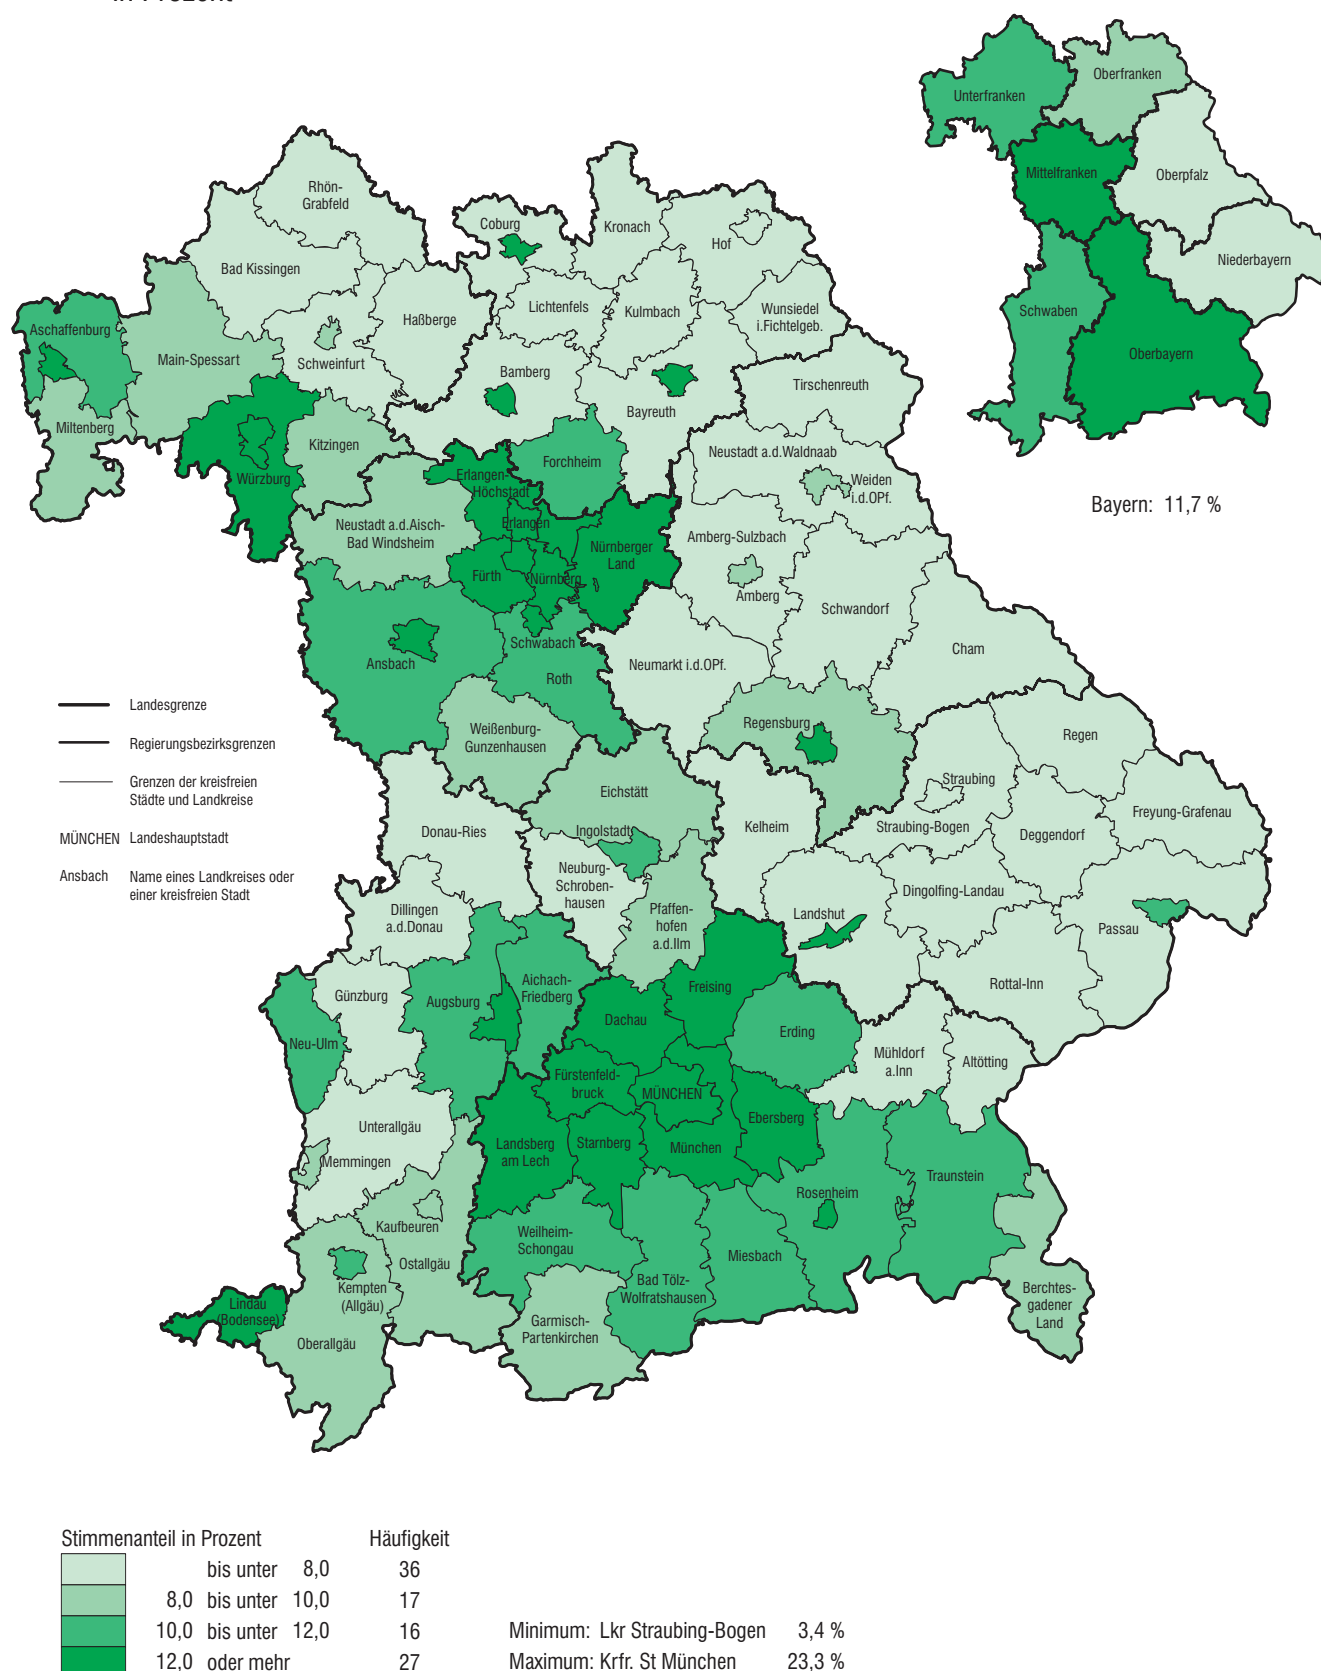 in Prozent
Unterfranken
Oberfranken
Mittelfranken
Oberpfalz
Niederbayern
Schwaben
Oberbayern
Bayern: 11,7 %
Rhön-
Grabfeld
Coburg
Kronach
Hof
Bad Kissingen
Lichtenfels
Kulmbach
Wunsiedel
i.Fichtelgeb.
Haßberge
Aschaffenburg
Main-Spessart
Schweinfurt
Bamberg
Bayreuth
Tirschenreuth
Miltenberg
Kitzingen
Würzburg
Forchheim
Erlangen-
Höchstadt
Neustadt a.d.Waldnaab
Weiden
i.d.OPf.
Neustadt a.d.Aisch-
Bad Windsheim
Erlangen
Nürnberger
Land
Fürth
Nürnberg
Amberg-Sulzbach
Amberg
Schwandorf
Cham
Ansbach
Schwabach
Roth
Neumarkt i.d.OPf.
Weißenburg-
Gunzenhausen
Regensburg
Regen
Landesgrenze
Regierungsbezirksgrenzen
Grenzen der kreisfreien
Städte und Landkreise
MÜNCHEN Landeshauptstadt
Ansbach Name eines Landkreises oder
einer kreisfreien Stadt
Eichstätt
Ingolstadt
Donau-Ries
Kelheim
Straubing
Straubing-Bogen
Deggendorf
Freyung-Grafenau
Neuburg-
Schroben-
hausen
Dillingen
a.d.Donau
Pfaffen-
hofen
a.d.Ilm
Landshut
Dingolfing-Landau
Passau
Rottal-Inn
Günzburg
Augsburg
Aichach-
Friedberg
Freising
Dachau
Erding
Neu-Ulm
Mühldorf
a.Inn
Altötting
Fürstenfeld-
bruck
MÜNCHEN
Ebersberg
Unterallgäu
Memmingen
Landsberg
am Lech
Starnberg
München
Rosenheim
Traunstein
Kaufbeuren
Ostallgäu
Weilheim-
Schongau
Miesbach
Bad Tölz-
Wolfratshausen
Kempten
(Allgäu)
Lindau
(Bodensee)
Oberallgäu
Garmisch-
Partenkirchen
Berchtes-
gadener
Land
Stimmenanteil in Prozent Häufigkeit
bis unter 8,0 36
8,0 bis unter 10,0 17
10,0 bis unter 12,0 16
12,0 oder mehr 27
Minimum: Lkr Straubing-Bogen 3,4 %
Maximum: Krfr. St München 23,3 %